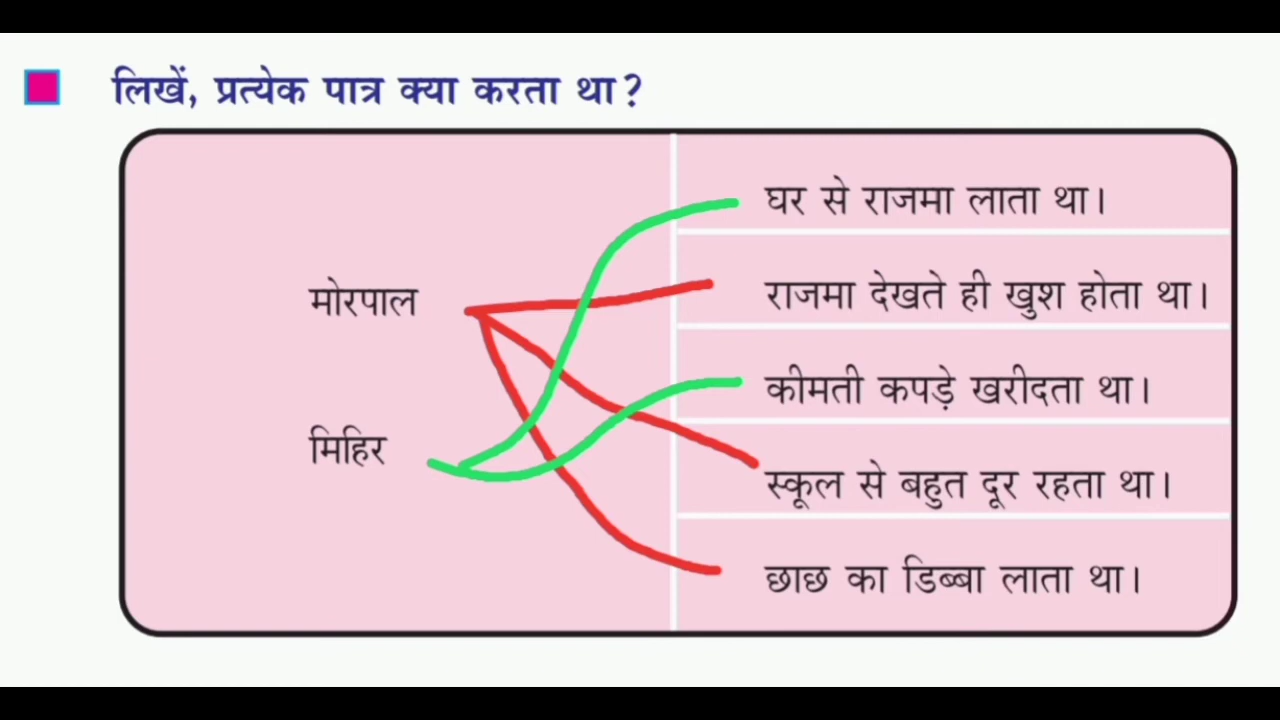 लिखें, प्रत्येक पात्र क्या करता था?
घर से राजमा लाता था।
मोरपाल
राजमा देखते ही खुश होता था।
कीमती कपड़े खरीदता था।
मिहिर
स्कूल से बहुत दूर रहता था।
छाछ का डिब्बा लाता था।